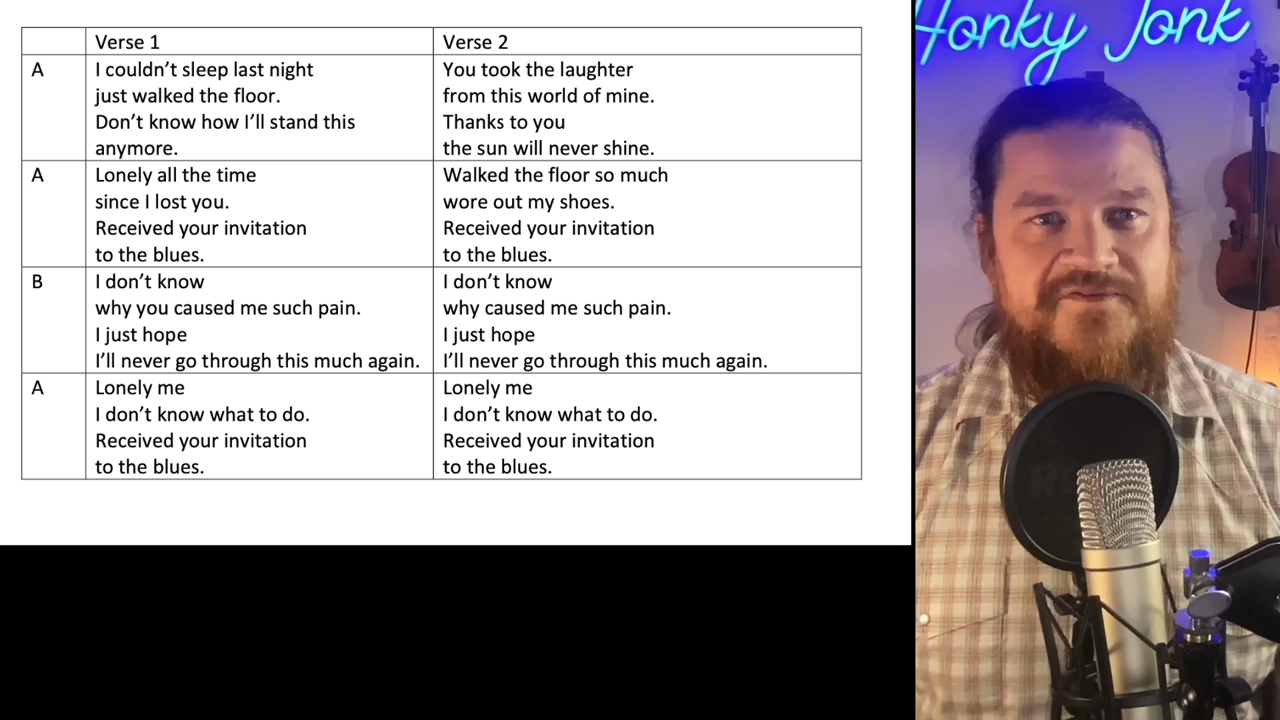 Verse 1
Verse 2
A
I couldn’t sleep last night
just walked the floor.
Don’t know how I’ll stand this
anymore.
You took the laughter
from this world of mine.
Thanks to you
the sun will never shine.
A
Lonely all the time
since I lost you.
Received your invitation
to the blues.
Walked the floor so much
wore out my shoes.
Received your invitation
to the blues.
B
I don’t know
why you caused me such pain.
I just hope
I’ll never go through this much again.
I don’t know
why caused me such pain.
I just hope
I’ll never go through this much again.
A
Lonely me
I don’t know what to do.
Received your invitation
to the blues.
Lonely me
I don’t know what to do.
Received your invitation
to the blues.
Honky Tonk